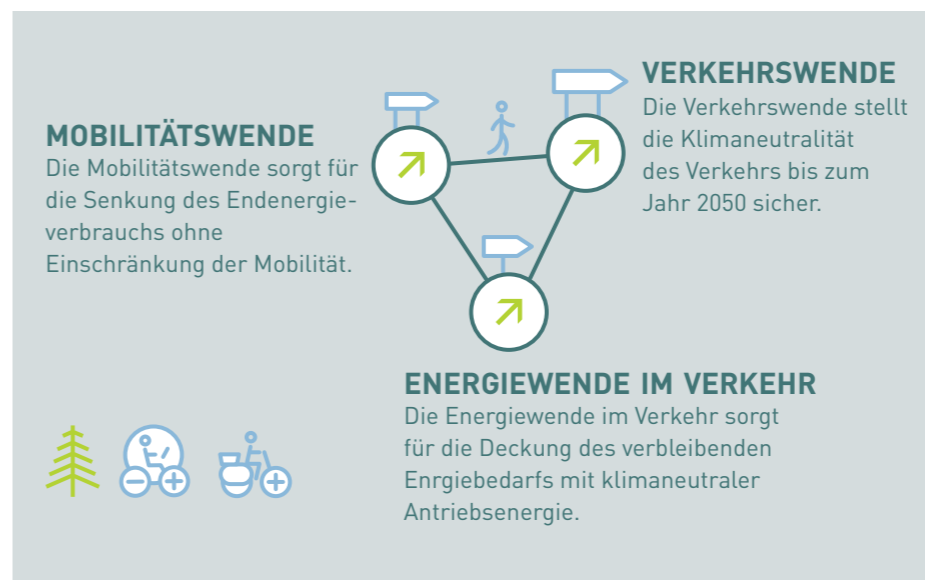 MOBILITÄTSWENDE
Die Mobilitätswende sorgt für
die Senkung des Endenergie-
verbrauchs ohne
Einschränkung der Mobilität.
VERKEHRSWENDE
Die Verkehrswende stellt
die Klimaneutralität
des Verkehrs bis zum
Jahr 2050 sicher.
ENERGIEWENDE IM VERKEHR
Die Energiewende im Verkehr sorgt
für die Deckung des verbleibenden
Enrgiebedarfs mit klimaneutraler
Antriebsenergie.